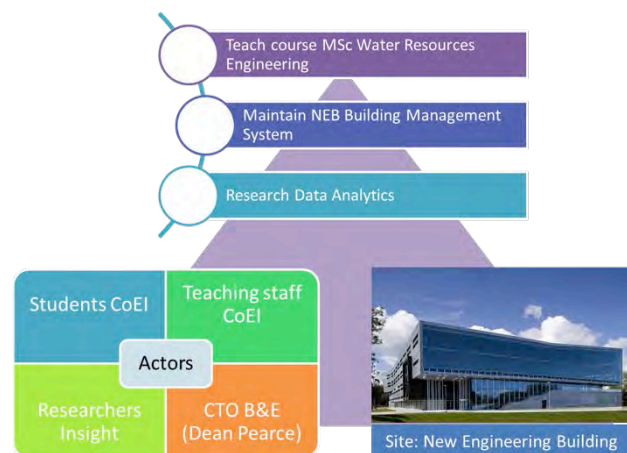 Teach course MSc Water Resources
Engineering
Maintain NEB Building Management
System
Research Data Analytics
Students CoEI
Teaching staff
CoEI
Actors
Researchers
Insight
CTO B&E
(Dean Pearce)
Site: New Engineering Building